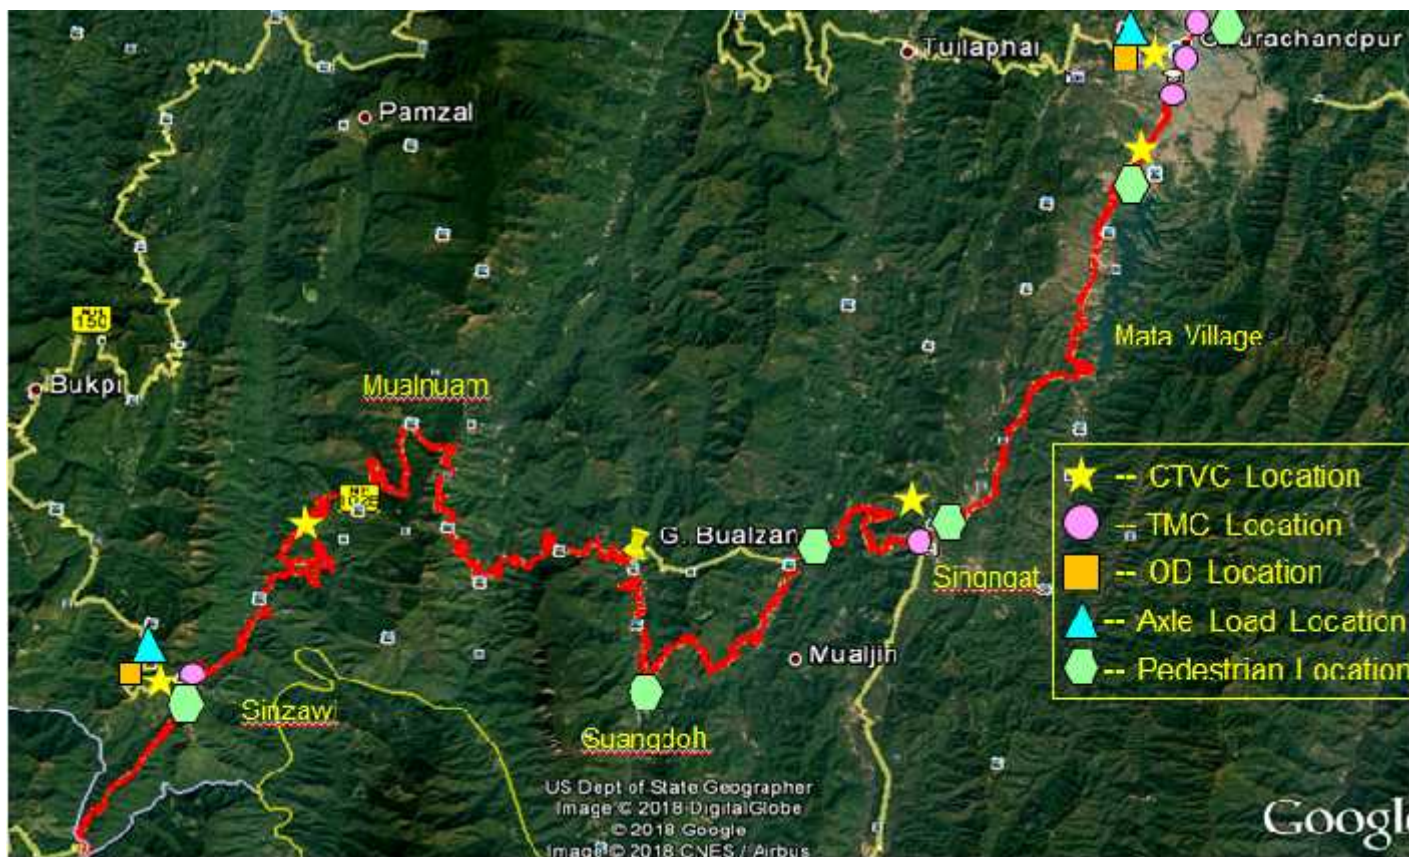 Tuilaphai
Churachandpur
Pamzal
NH
150
Mata Village
Bukpi
Mualnuam
-- CTVC Location
G. Bualzan
-- TMC Location
Singngat
-- OD Location
-- Axle Load Location
Mualjin
-- Pedestrian Location
Sinzawl
Suangdoh
US Dept of State Geographer
Image © 2018 DigitalGlobe
© 2018 Google
Image © 2018 CNES / Airbus
Google